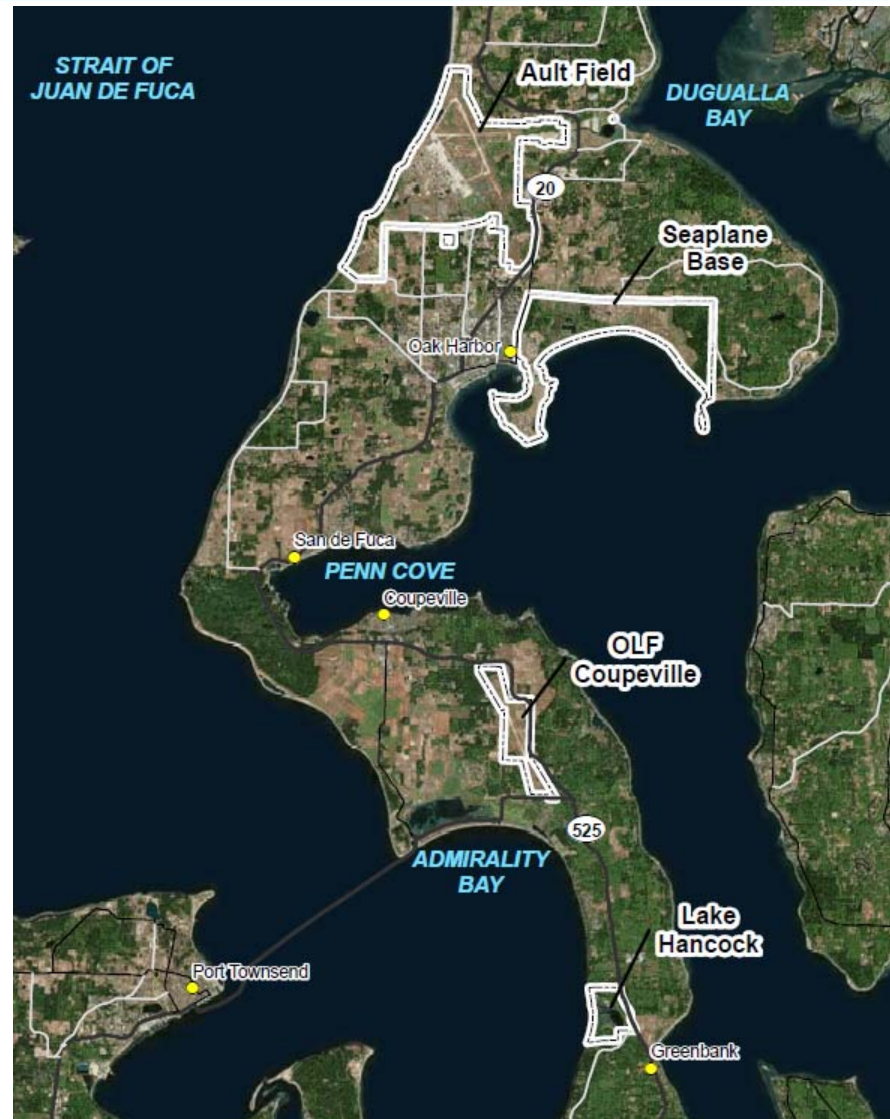 STRAIT OF
JUAN DE FUCA
Ault Field
DUGUALLA
BAY
20
Seaplane
Base
Oak Harbor
San de Fuca
PENN COVE
Coupeville
OLF
Coupeville
525
ADMIRALITY
BAY
Lake
Hancock
Port Townsend
Greenbank